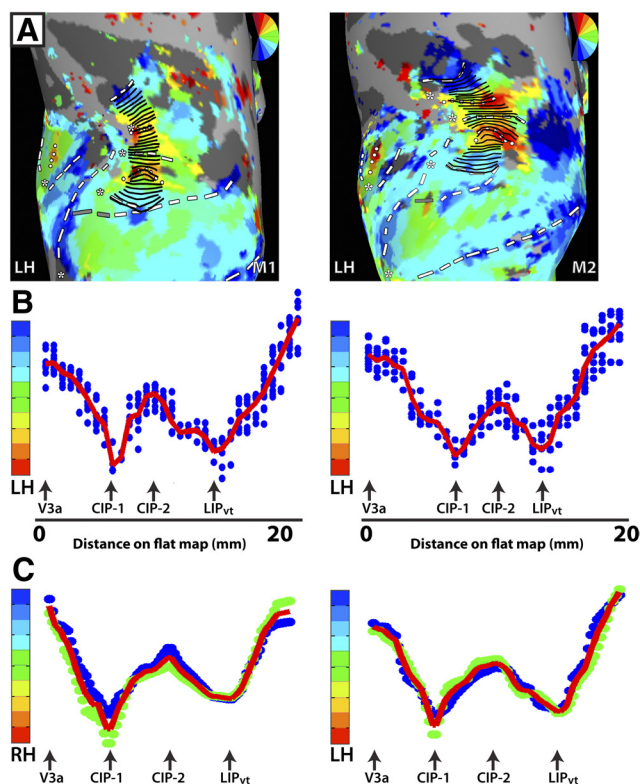 A
LH M1
LH M2
B
LH
V3a CIP-1 CIP-2 LIPvt
0 20
Distance on flat map (mm)
LH
V3a CIP-1 CIP-2 LIPvt
0 20
Distance on flat map (mm)
C
RH
V3a CIP-1 CIP-2 LIPvt
LH
V3a CIP-1 CIP-2 LIPvt